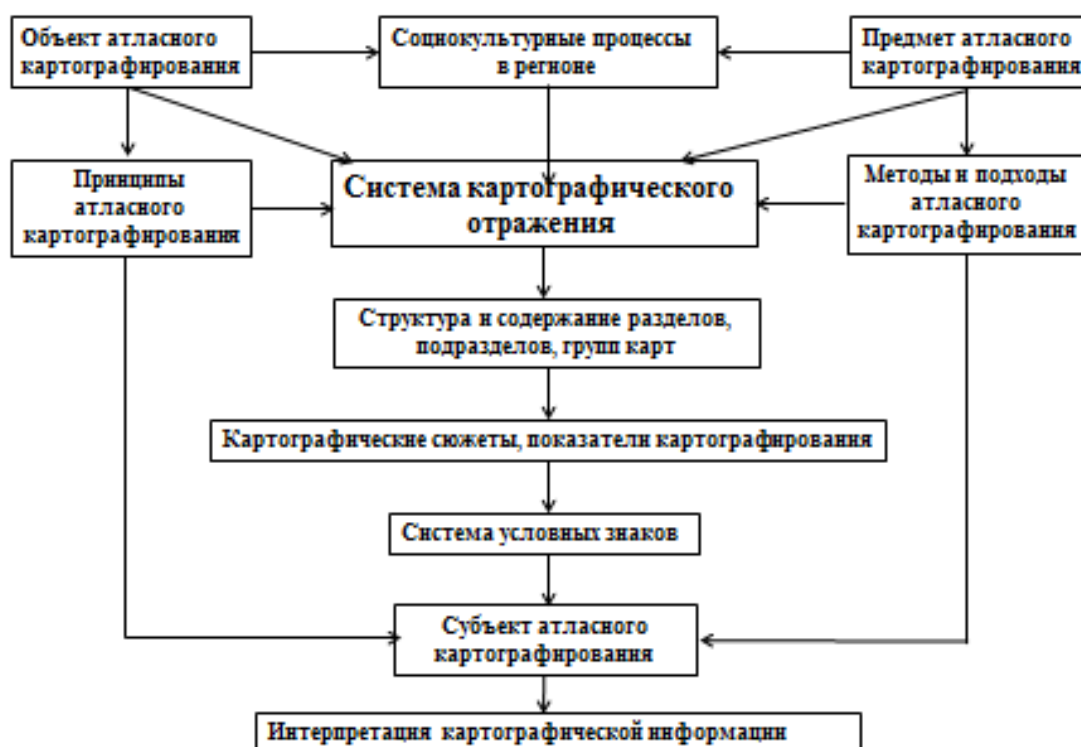 Объект атласного
картографирования
Социокультурные процессы
в регионе
Предмет атласного
картографирования
Принципы
атласного
картографирования
Система картографического
отражения
Методы и подходы
атласного
картографирования
Структура и содержание разделов,
подразделов, групп карт
Картографические сюжеты, показатели картографирования
Система условных знаков
Субъект атласного
картографирования
Интерпретация картографической информации